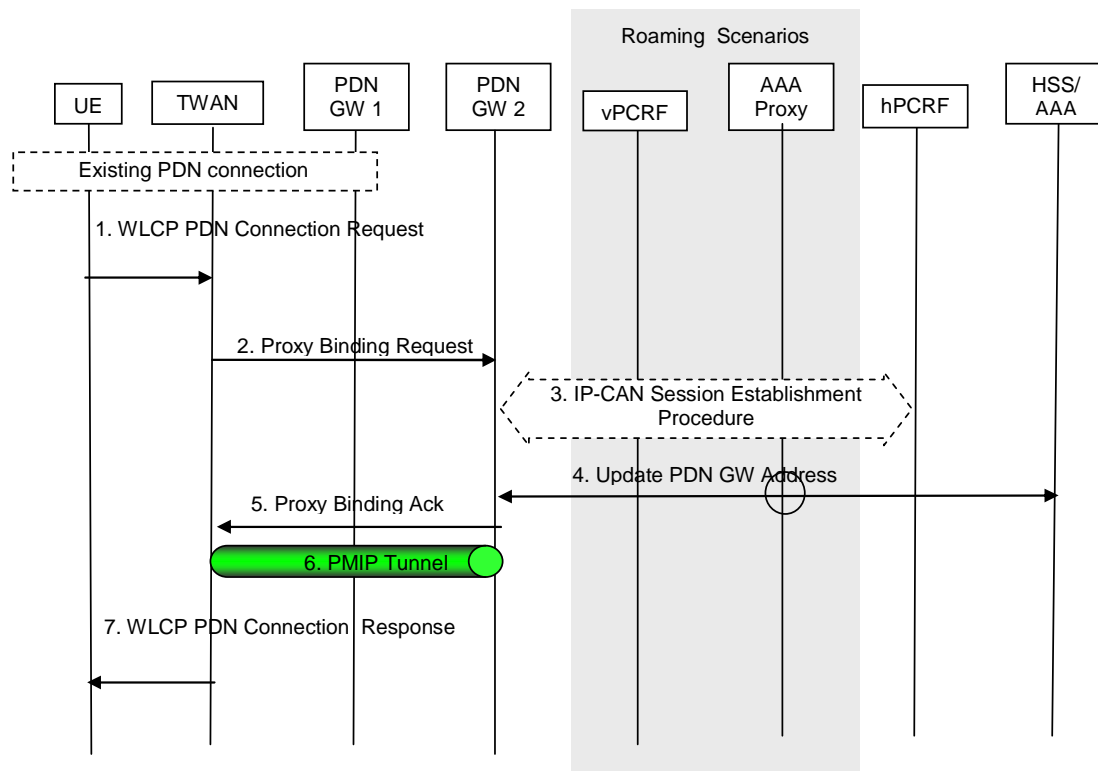 Roaming Scenarios
UE
TWAN
PDN
GW 1
PDN
GW 2
vPCRF
AAA
Proxy
hPCRF
HSS/
AAA
Existing PDN connection
1. WLCP PDN Connection Request
2. Proxy Binding Request
3. IP-CAN Session Establishment
Procedure
4. Update PDN GW Address
5. Proxy Binding Ack
6. PMIP Tunnel
7. WLCP PDN Connection Response